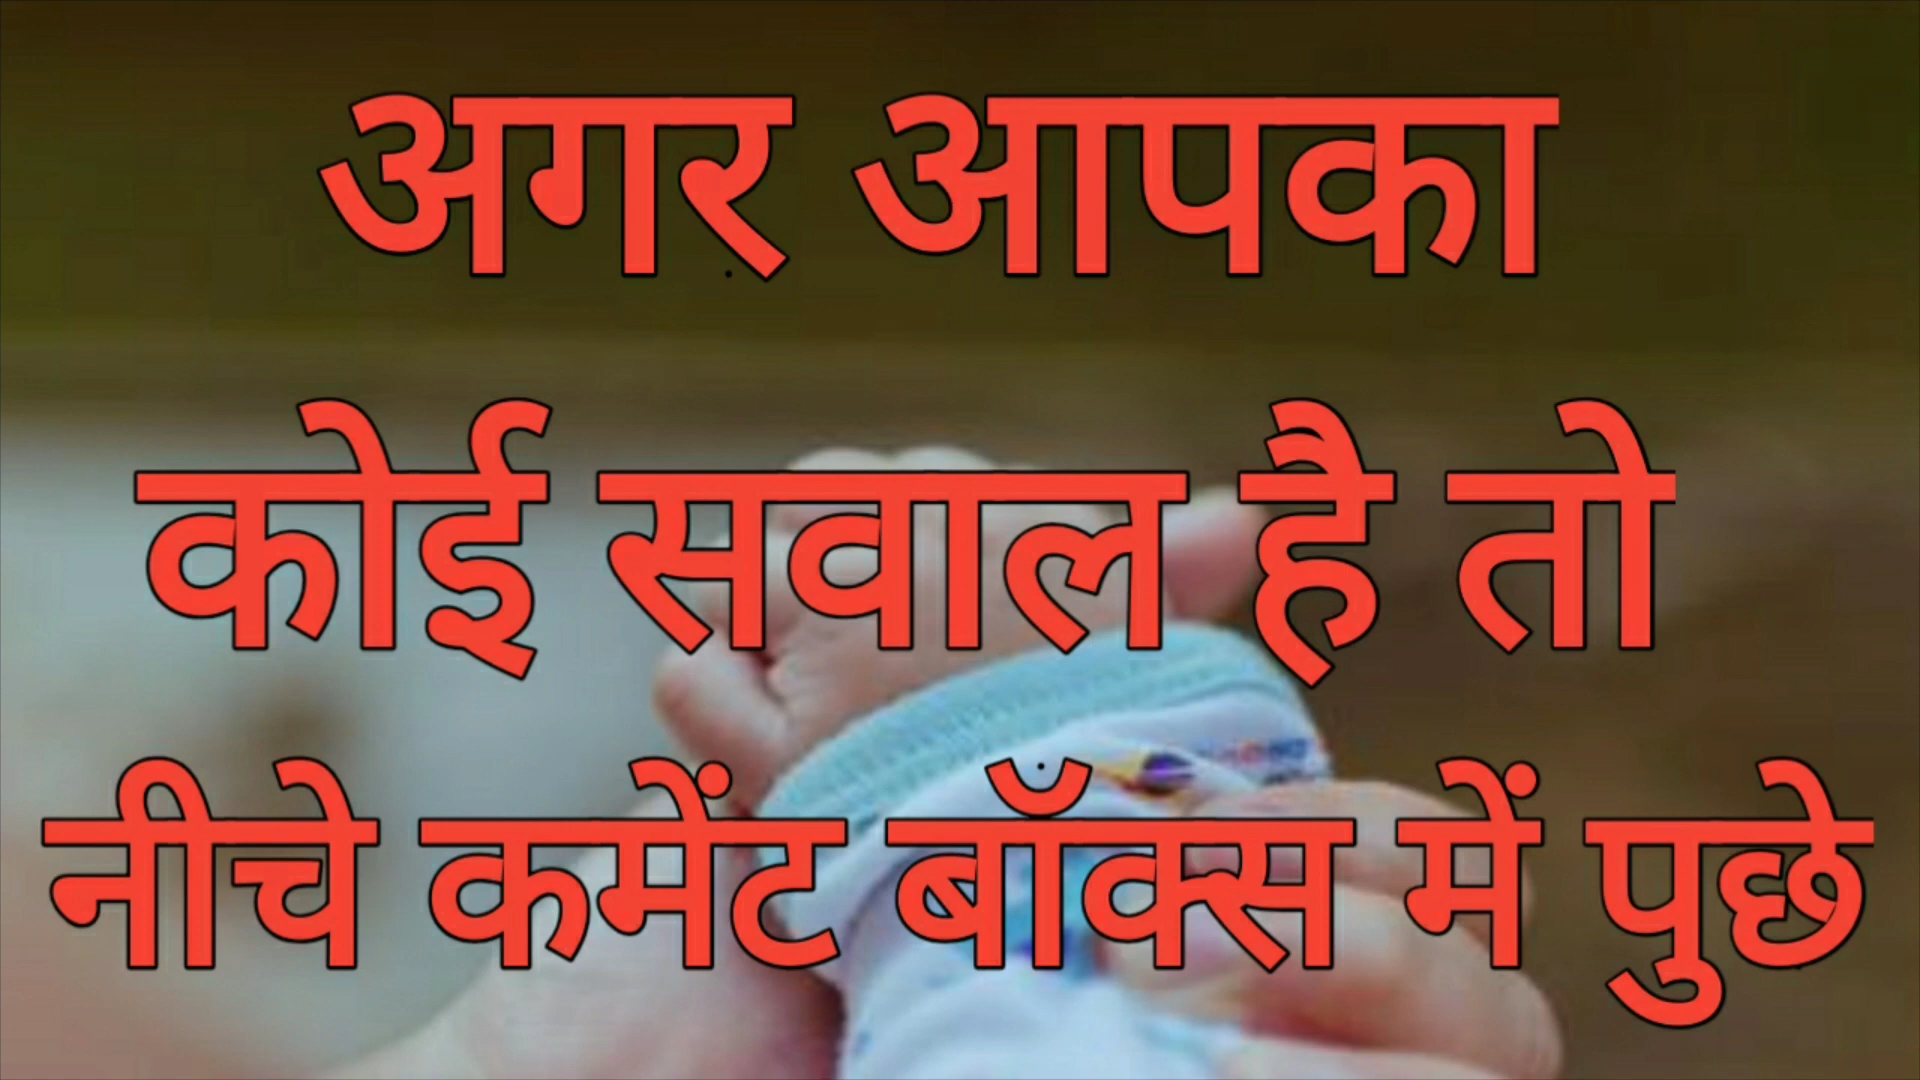 अगर आपका
कोई सवाल है तो
नीचे कमेंट बॉक्स में पुछे